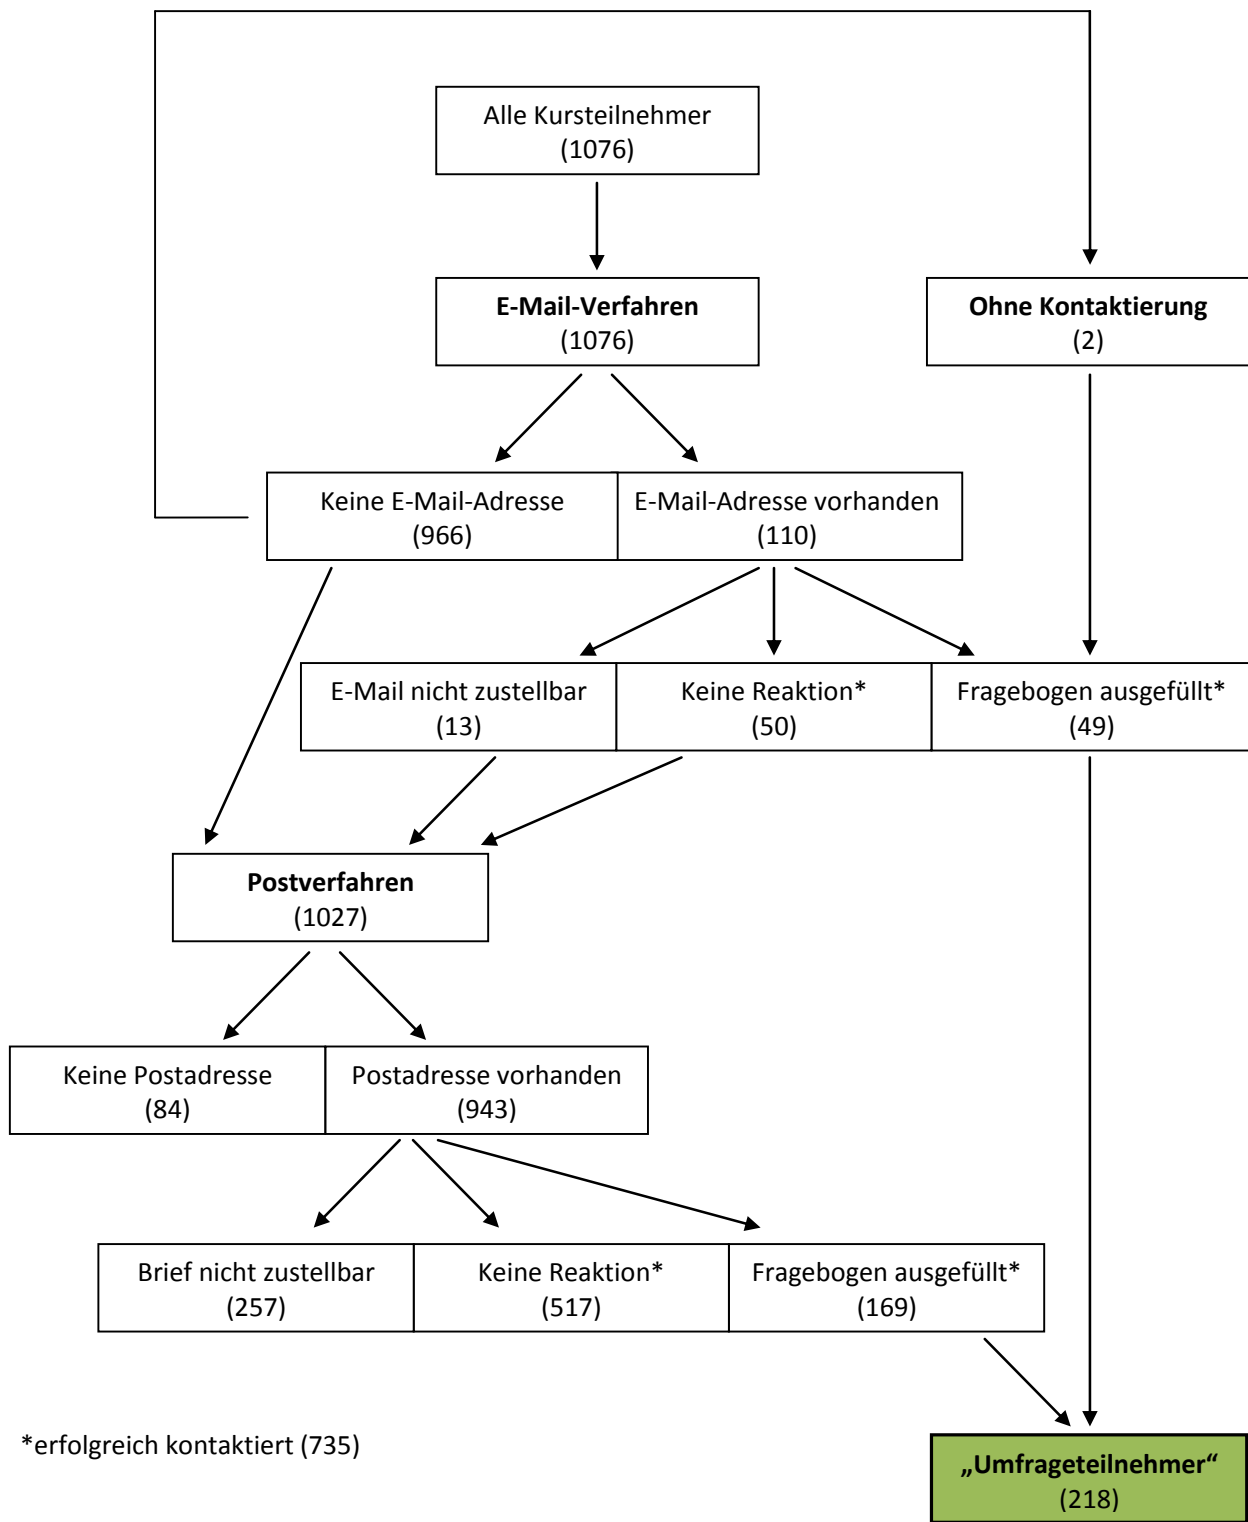 Alle Kursteilnehmer
(1076)
E-Mail-Verfahren
(1076)
Ohne Kontaktierung
(2)
Keine E-Mail-Adresse
(966)
E-Mail-Adresse vorhanden
(110)
E-Mail nicht zustellbar
(13)
Keine Reaktion*
(50)
Fragebogen ausgefüllt*
(49)
Postverfahren
(1027)
Keine Postadresse
(84)
Postadresse vorhanden
(943)
Brief nicht zustellbar
(257)
Keine Reaktion*
(517)
Fragebogen ausgefüllt*
(169)
*erfolgreich kontaktiert (735)
„Umfrageteilnehmer“
(218)